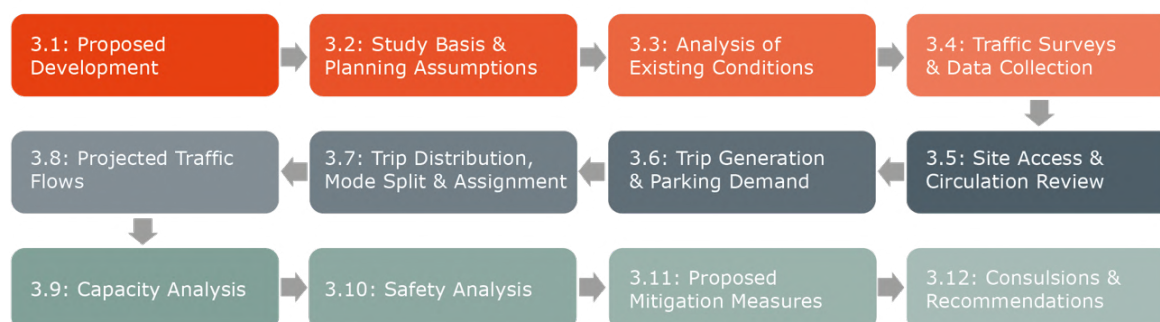 3.1: Proposed
Development
3.2: Study Basis &
Planning Assumptions
3.3: Analysis of
Existing Conditions
3.4: Traffic Surveys
& Data Collection
3.5: Site Access &
Circulation Review
3.6: Trip Generation
& Parking Demand
3.7: Trip Distribution,
Mode Split & Assignment
3.8: Projected Traffic
Flows
3.9: Capacity Analysis
3.10: Safety Analysis
3.11: Proposed
Mitigation Measures
3.12: Consulsions &
Recommendations